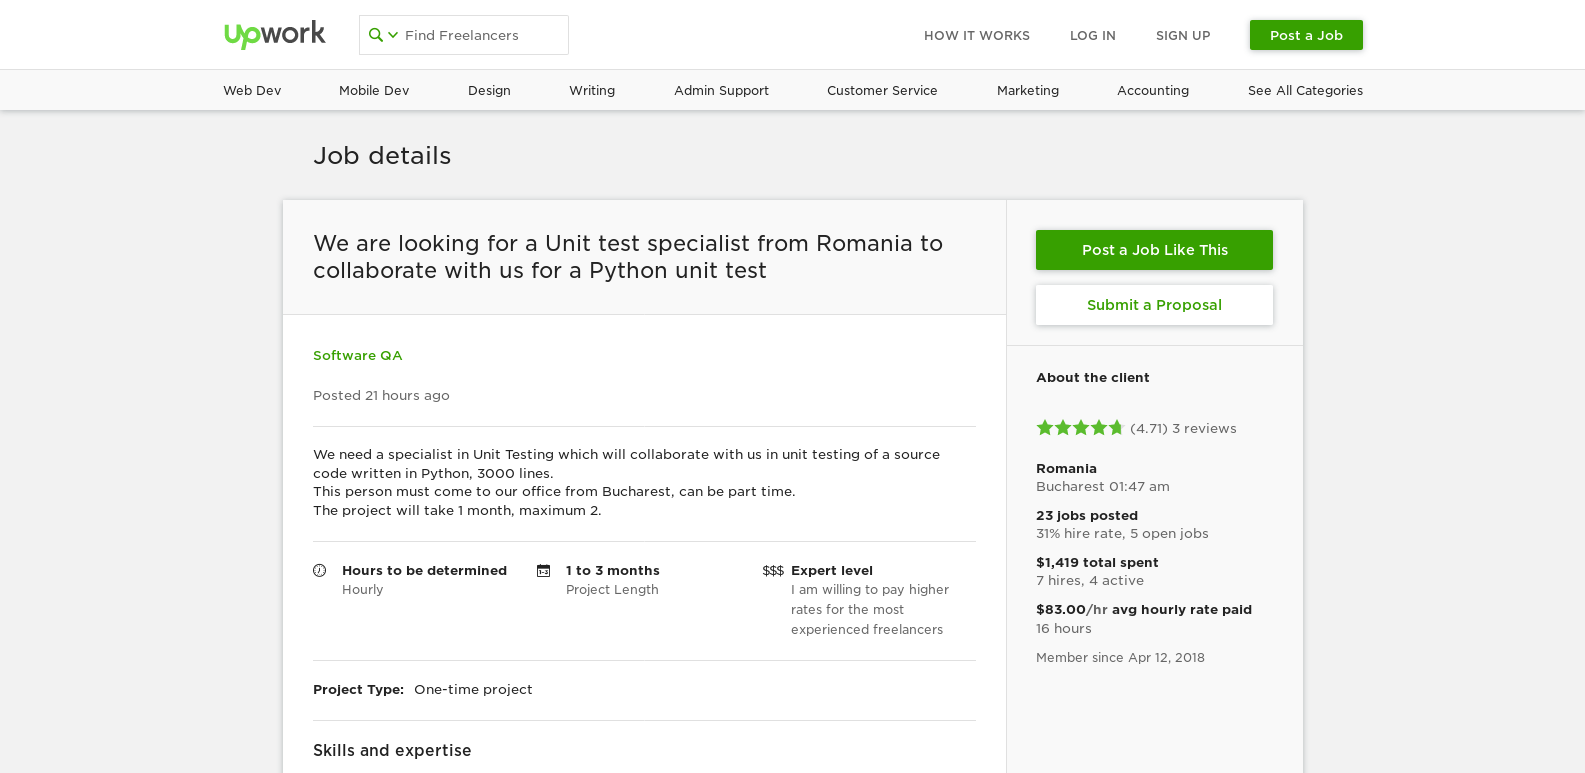 upwork
Find Freelancers
HOW IT WORKS
LOG IN
SIGN UP
Post a Job
Web Dev
Mobile Dev
Design
Writing
Admin Support
Customer Service
Marketing
Accounting
See All Categories
Job details
We are looking for a Unit test specialist from Romania to
collaborate with us for a Python unit test
Software QA
Posted 21 hours ago
We need a specialist in Unit Testing which will collaborate with us in unit testing of a source
code written in Python, 3000 lines.
This person must come to our office from Bucharest, can be part time.
The project will take 1 month, maximum 2.
Hours to be determined
Hourly
1 to 3 months
Project Length
$$$ Expert level
I am willing to pay higher
rates for the most
experienced freelancers
Project Type: One-time project
Skills and expertise
Post a Job Like This
Submit a Proposal
About the client
(4.71) 3 reviews
Romania
Bucharest 01:47 am
23 jobs posted
31% hire rate, 5 open jobs
$1,419 total spent
7 hires, 4 active
$83.00/hr avg hourly rate paid
16 hours
Member since Apr 12, 2018